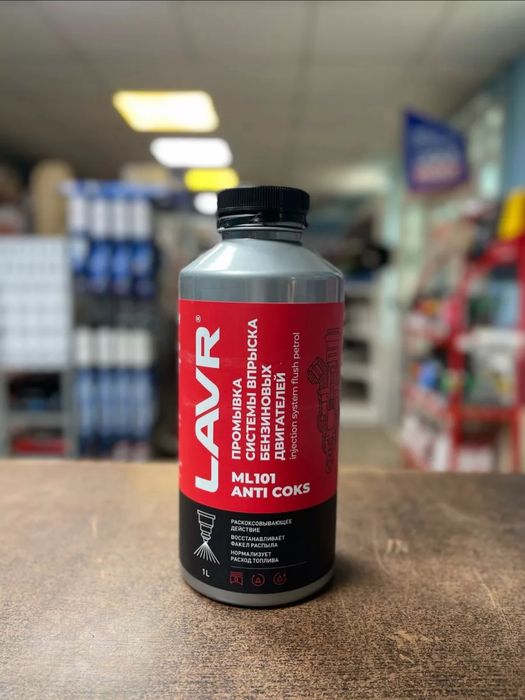 LAVR®
ПРОМЫВКА
СИСТЕМЫ ВПРЫСКА
БЕНЗИНОВЫХ
ДВИГАТЕЛЕЙ
injection system flush petrol
ML101
ANTI COKS
РАСКОКСОВЫВАЮЩЕЕ
ДЕЙСТВИЕ
ВОССТАНАВЛИВАЕТ
ФАКЕЛ РАСПЫЛА
НОРМАЛИЗУЕТ
РАСХОД ТОПЛИВА
1L